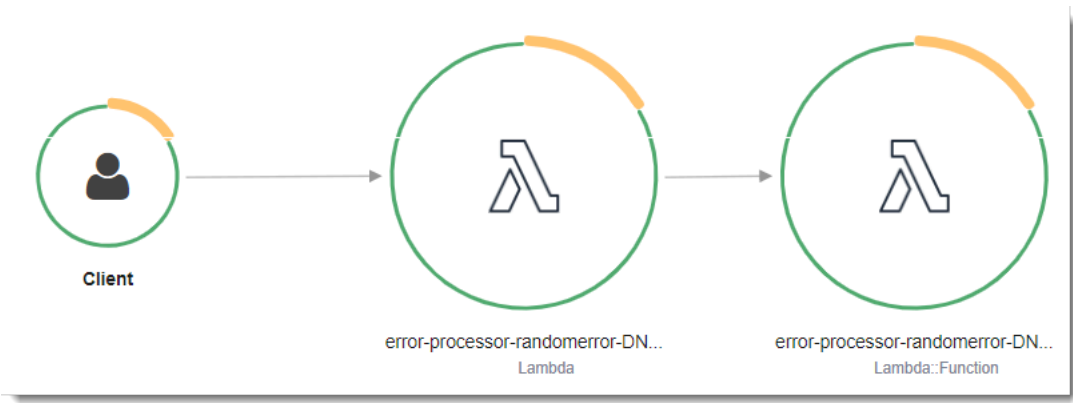 Client
error-processor-randomerror-DN...
Lambda
error-processor-randomerror-DN...
Lambda::Function